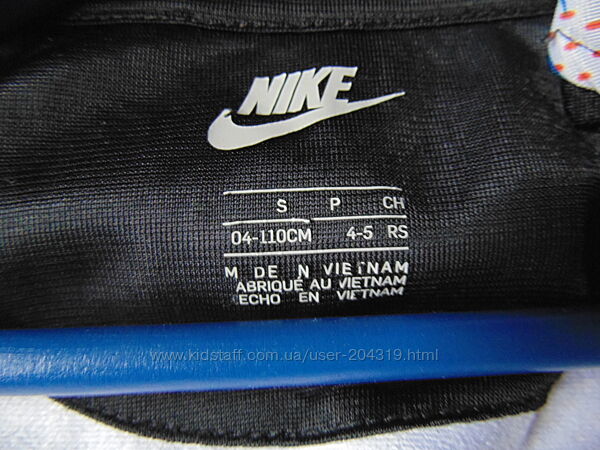 NIKE
S P CH
04-110CM 4-5 RS
M DE N VIETNAM
ABRIQUÉ AU VIETNAM
ECHO EN VIETNAM
www.kidstaff.com.ua/user-204319.html